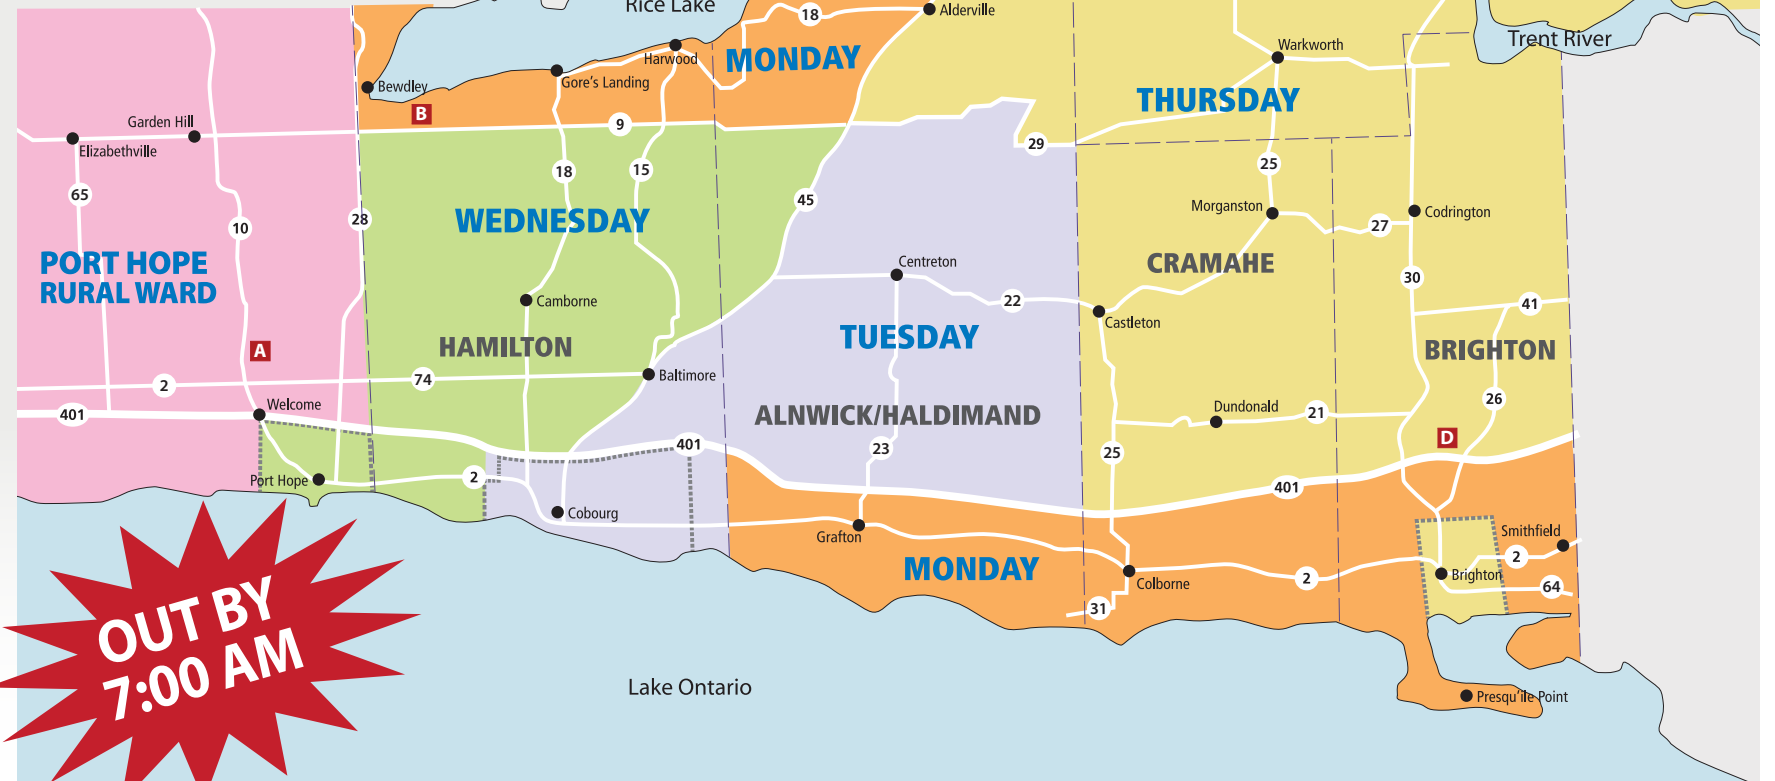 Rice Lake
18
Alderville
Trent River
Harwood
MONDAY
Warkworth
Bewdley
Gore's Landing
B
THURSDAY
Garden Hill
9
Elizabethville
29
18
15
25
65
45
Morganston
Codrington
28
WEDNESDAY
10
27
PORT HOPE
RURAL WARD
Centreton
CRAMAHE
30
Camborne
22
41
Castleton
TUESDAY
A
HAMILTON
BRIGHTON
2
74
Baltimore
401
Welcome
ALNWICK/HALDIMAND
Dundonald
21
26
401
23
25
D
Port Hope
2
401
Cobourg
Grafton
Smithfield
MONDAY
Colborne
2
Brighton
2
64
31
OUT BY
7:00 AM
Lake Ontario
Presqu'ile Point